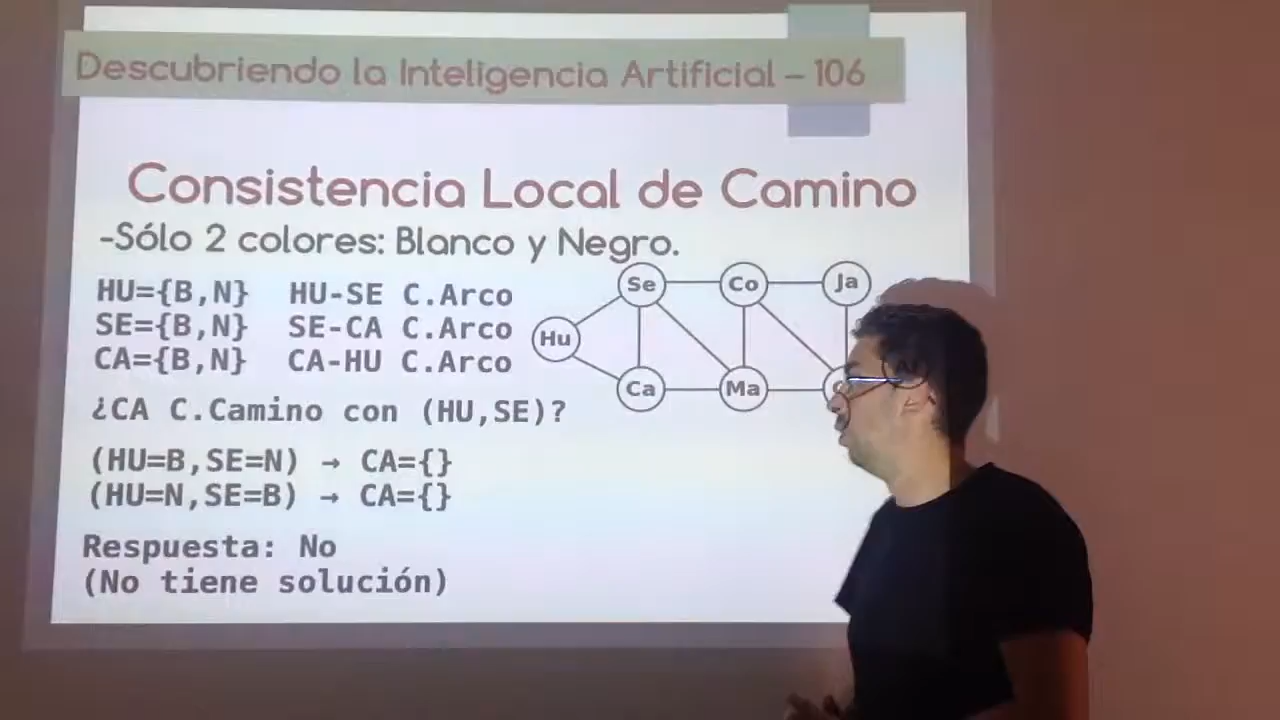 Descubriendo la Inteligencia Artificial – 106
Consistencia Local de Camino
-Sólo 2 colores: Blanco y Negro.
HU={B,N} HU-SE C.Arco
SE={B,N} SE-CA C.Arco
CA={B,N} CA-HU C.Arco
¿CA C.Camino con (HU,SE)?
(HU=B,SE=N) → CA={}
(HU=N,SE=B) → CA={}
Respuesta: No
(No tiene solución)
Se Co Ja
Hu
Ca Ma